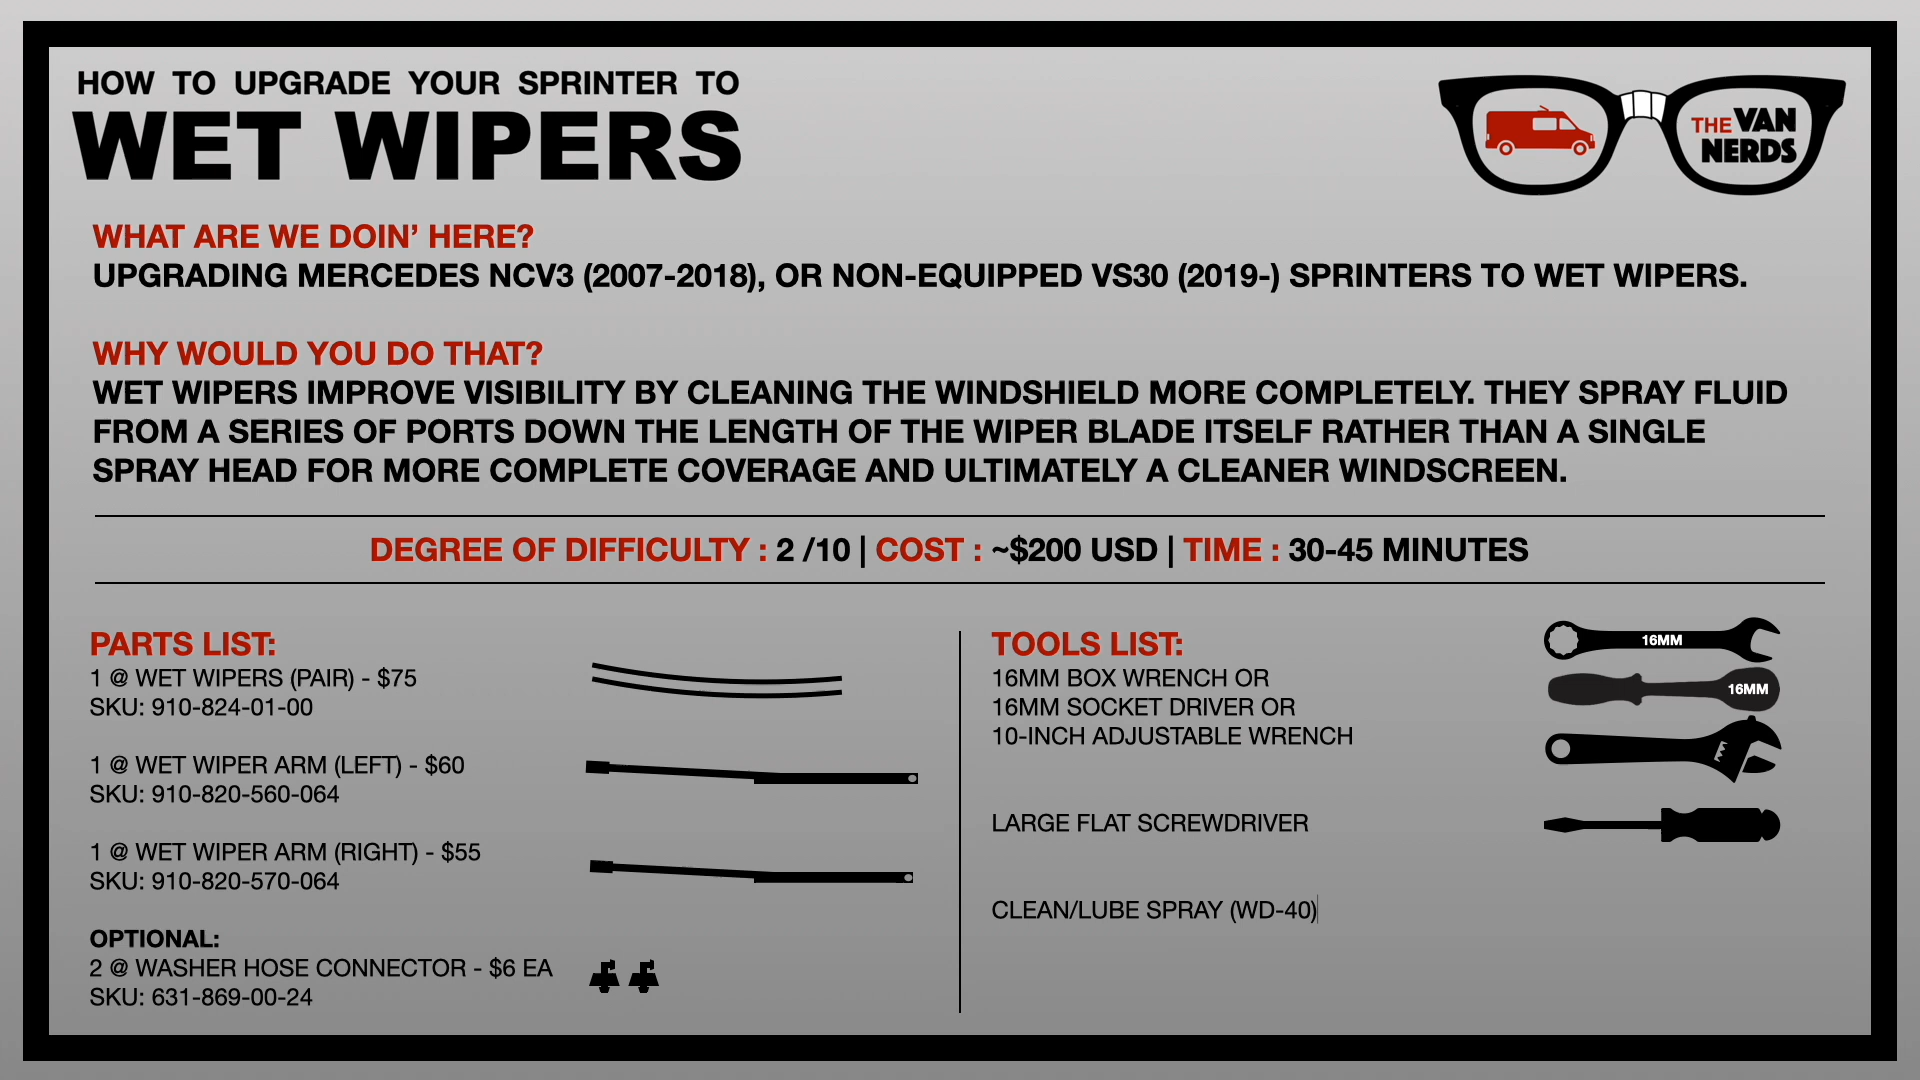 HOW TO UPGRADE YOUR SPRINTER TO
WET WIPERS
THE VAN
NERDS
WHAT ARE WE DOIN’ HERE?
UPGRADING MERCEDES NCV3 (2007-2018), OR NON-EQUIPPED VS30 (2019-) SPRINTERS TO WET WIPERS.
WHY WOULD YOU DO THAT?
WET WIPERS IMPROVE VISIBILITY BY CLEANING THE WINDSHIELD MORE COMPLETELY. THEY SPRAY FLUID
FROM A SERIES OF PORTS DOWN THE LENGTH OF THE WIPER BLADE ITSELF RATHER THAN A SINGLE
SPRAY HEAD FOR MORE COMPLETE COVERAGE AND ULTIMATELY A CLEANER WINDSCREEN.
DEGREE OF DIFFICULTY : 2 /10 | COST : ~$200 USD | TIME : 30-45 MINUTES
PARTS LIST:
1 @ WET WIPERS (PAIR) - $75
SKU: 910-824-01-00
1 @ WET WIPER ARM (LEFT) - $60
SKU: 910-820-560-064
1 @ WET WIPER ARM (RIGHT) - $55
SKU: 910-820-570-064
OPTIONAL:
2 @ WASHER HOSE CONNECTOR - $6 EA
SKU: 631-869-00-24
TOOLS LIST:
16MM BOX WRENCH OR
16MM SOCKET DRIVER OR
10-INCH ADJUSTABLE WRENCH
LARGE FLAT SCREWDRIVER
CLEAN/LUBE SPRAY (WD-40)
16MM
16MM